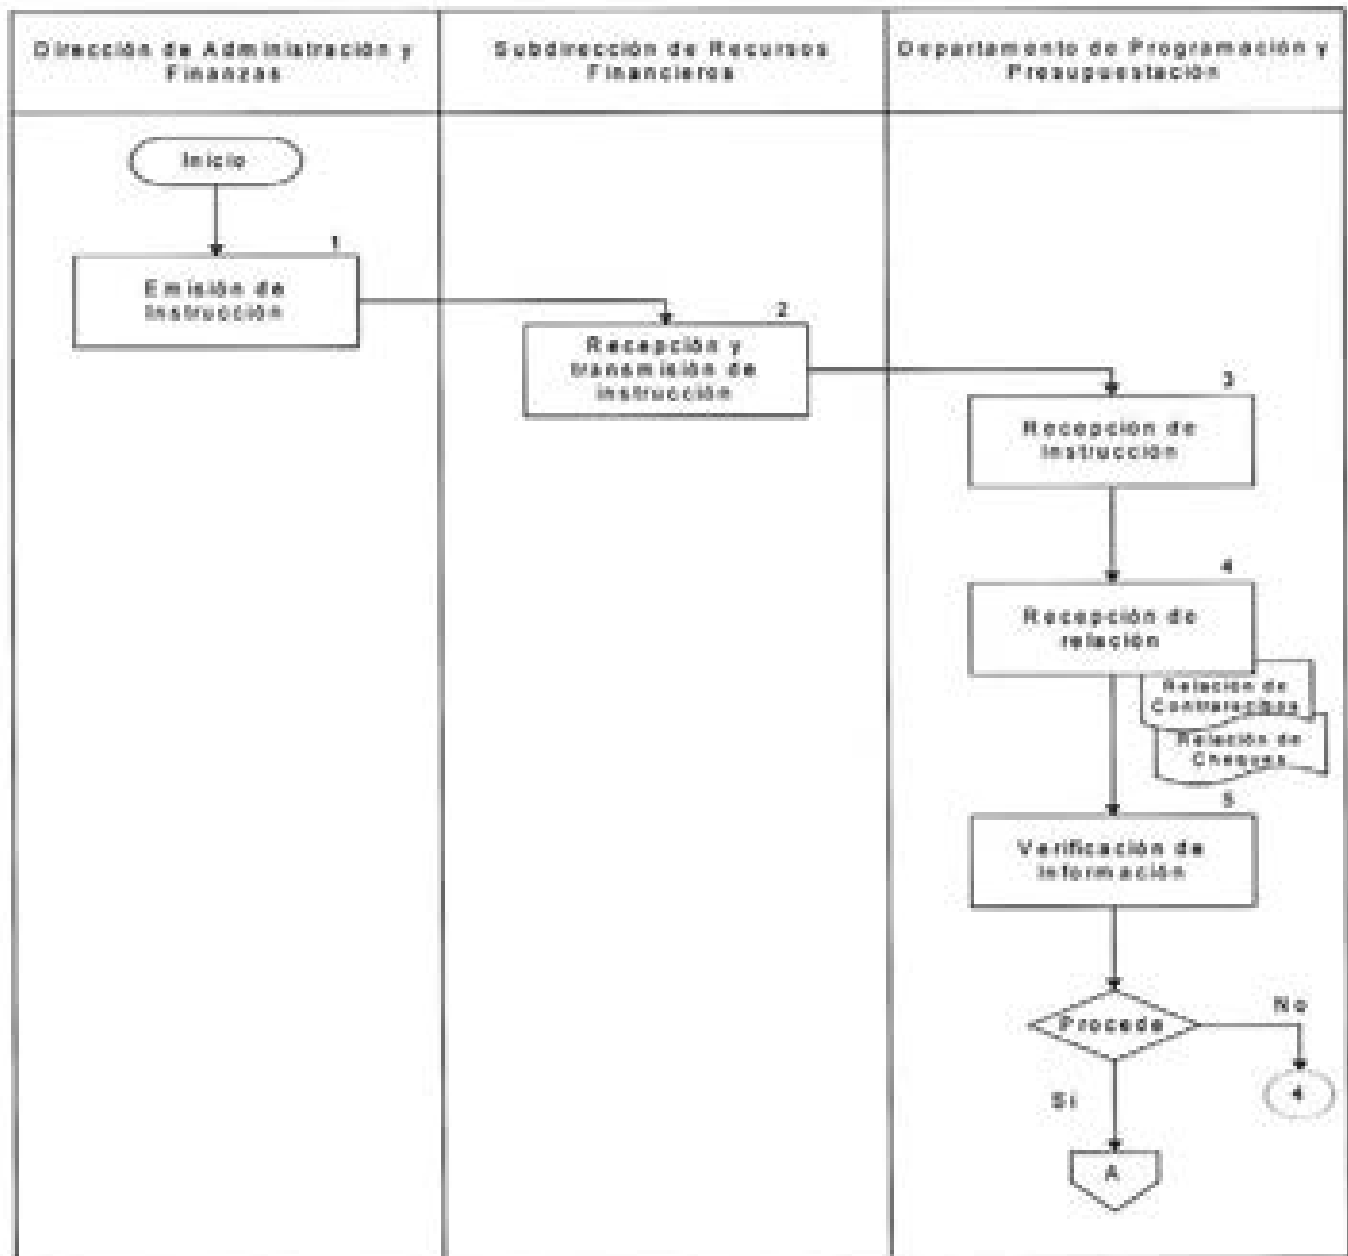 Dirección de Administración y
Finanzas
Subdirección de Recursos
Financieros
Departamento de Programación y
Presupuestación
Inicio
1
Emisión de
Instrucción
2
Recepción y
transmisión de
instrucción
3
Recepción de
Instrucción
4
Recepción de
relación
Relación de
Contrarecibos
Relación de
Cheques
5
Verificación de
información
Procede
No
4
Si
A